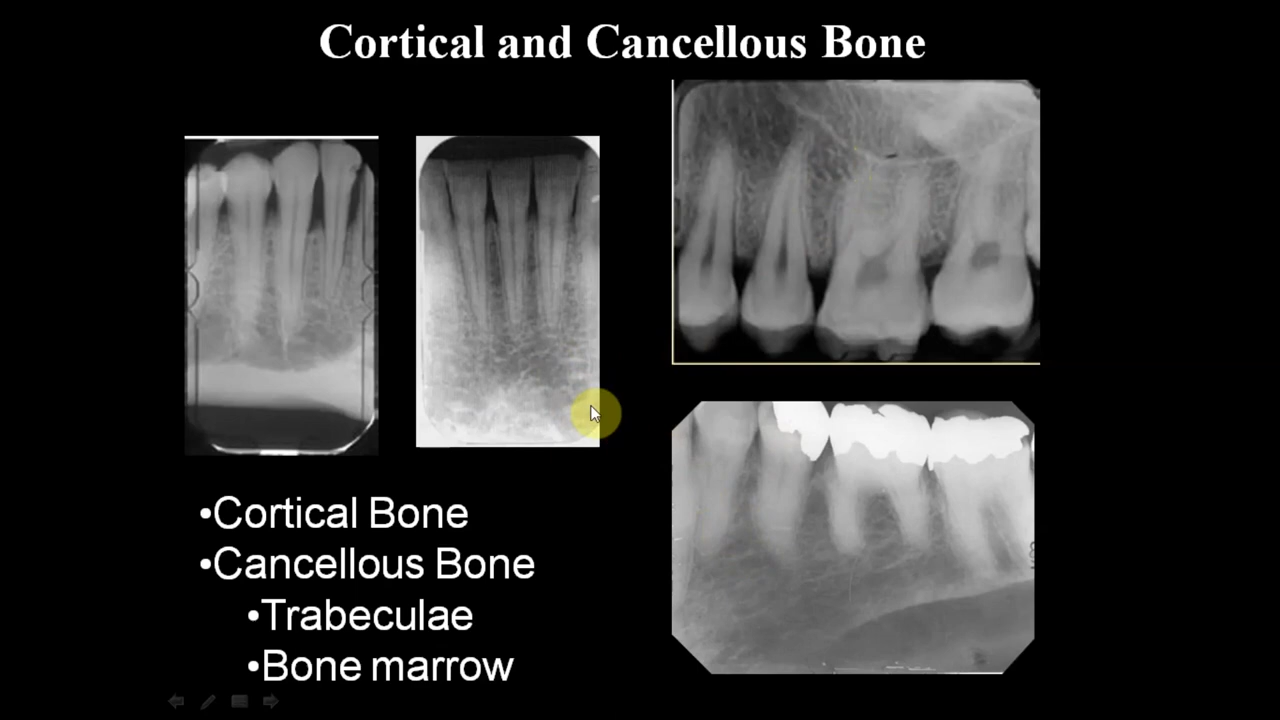 Cortical and Cancellous Bone
•Cortical Bone
•Cancellous Bone
•Trabeculae
•Bone marrow